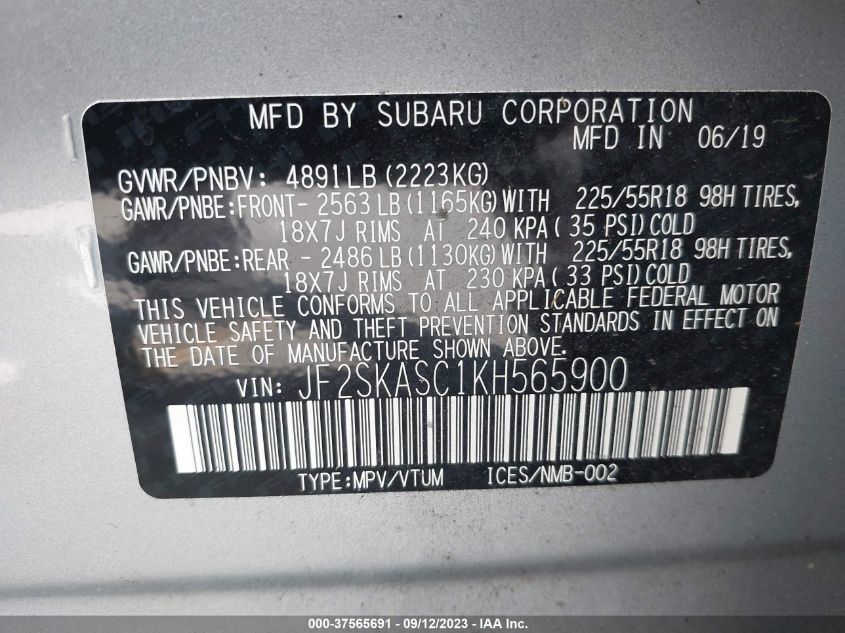 MFD BY SUBARU CORPORATION
MFD IN 06/19
GVWR/PNBV: 4891LB(2223KG)
GAWR/PNBE:FRONT- 2563LB(1165KG)WITH 225/55R18 98H TIRES,
18X7J RIMS AT 240 KPA( 35 PSI)COLD
GAWR/PNBE:REAR - 2486LB(1130KG)WITH 225/55R18 98H TIRES,
18X7J RIMS AT 230 KPA( 33 PSI)COLD
THIS VEHICLE CONFORMS TO ALL APPLICABLE FEDERAL MOTOR
VEHICLE SAFETY AND THEFT PREVENTION STANDARDS IN EFFECT ON
THE DATE OF MANUFACTURE SHOWN ABOVE.
VIN: JF2SKASC1KH565900
TYPE:MPV/VTUM ICES/NMB-002
000-37565691 - 09/12/2023 - IAA Inc.